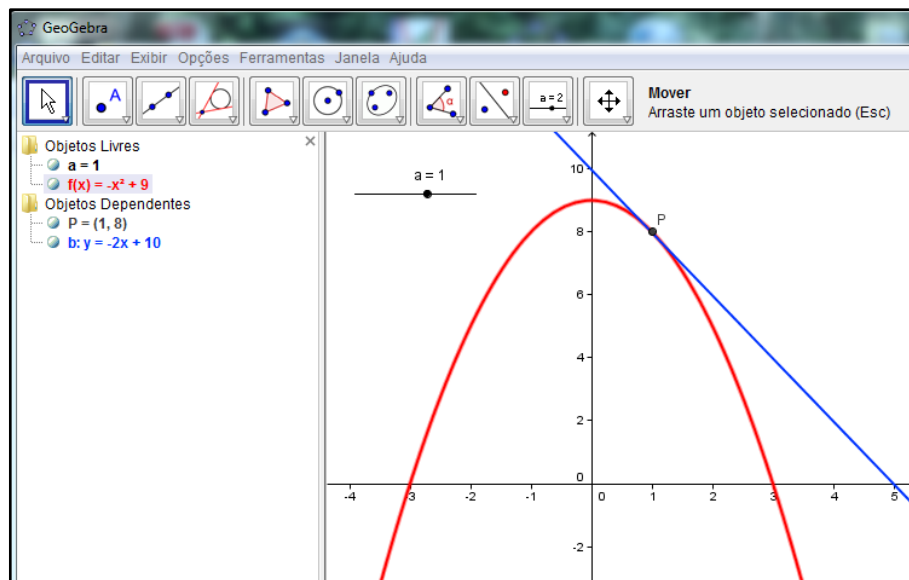 GeoGebra
Arquivo Editar Exibir Opções Ferramentas Janela Ajuda
A
α
a = 2
Mover
Arraste um objeto selecionado (Esc)
Objetos Livres
a = 1
f(x) = -x² + 9
Objetos Dependentes
P = (1, 8)
b: y = -2x + 10
a = 1
P
10
8
6
4
2
0
-2
-4 -3 -2 -1 0 1 2 3 4 5